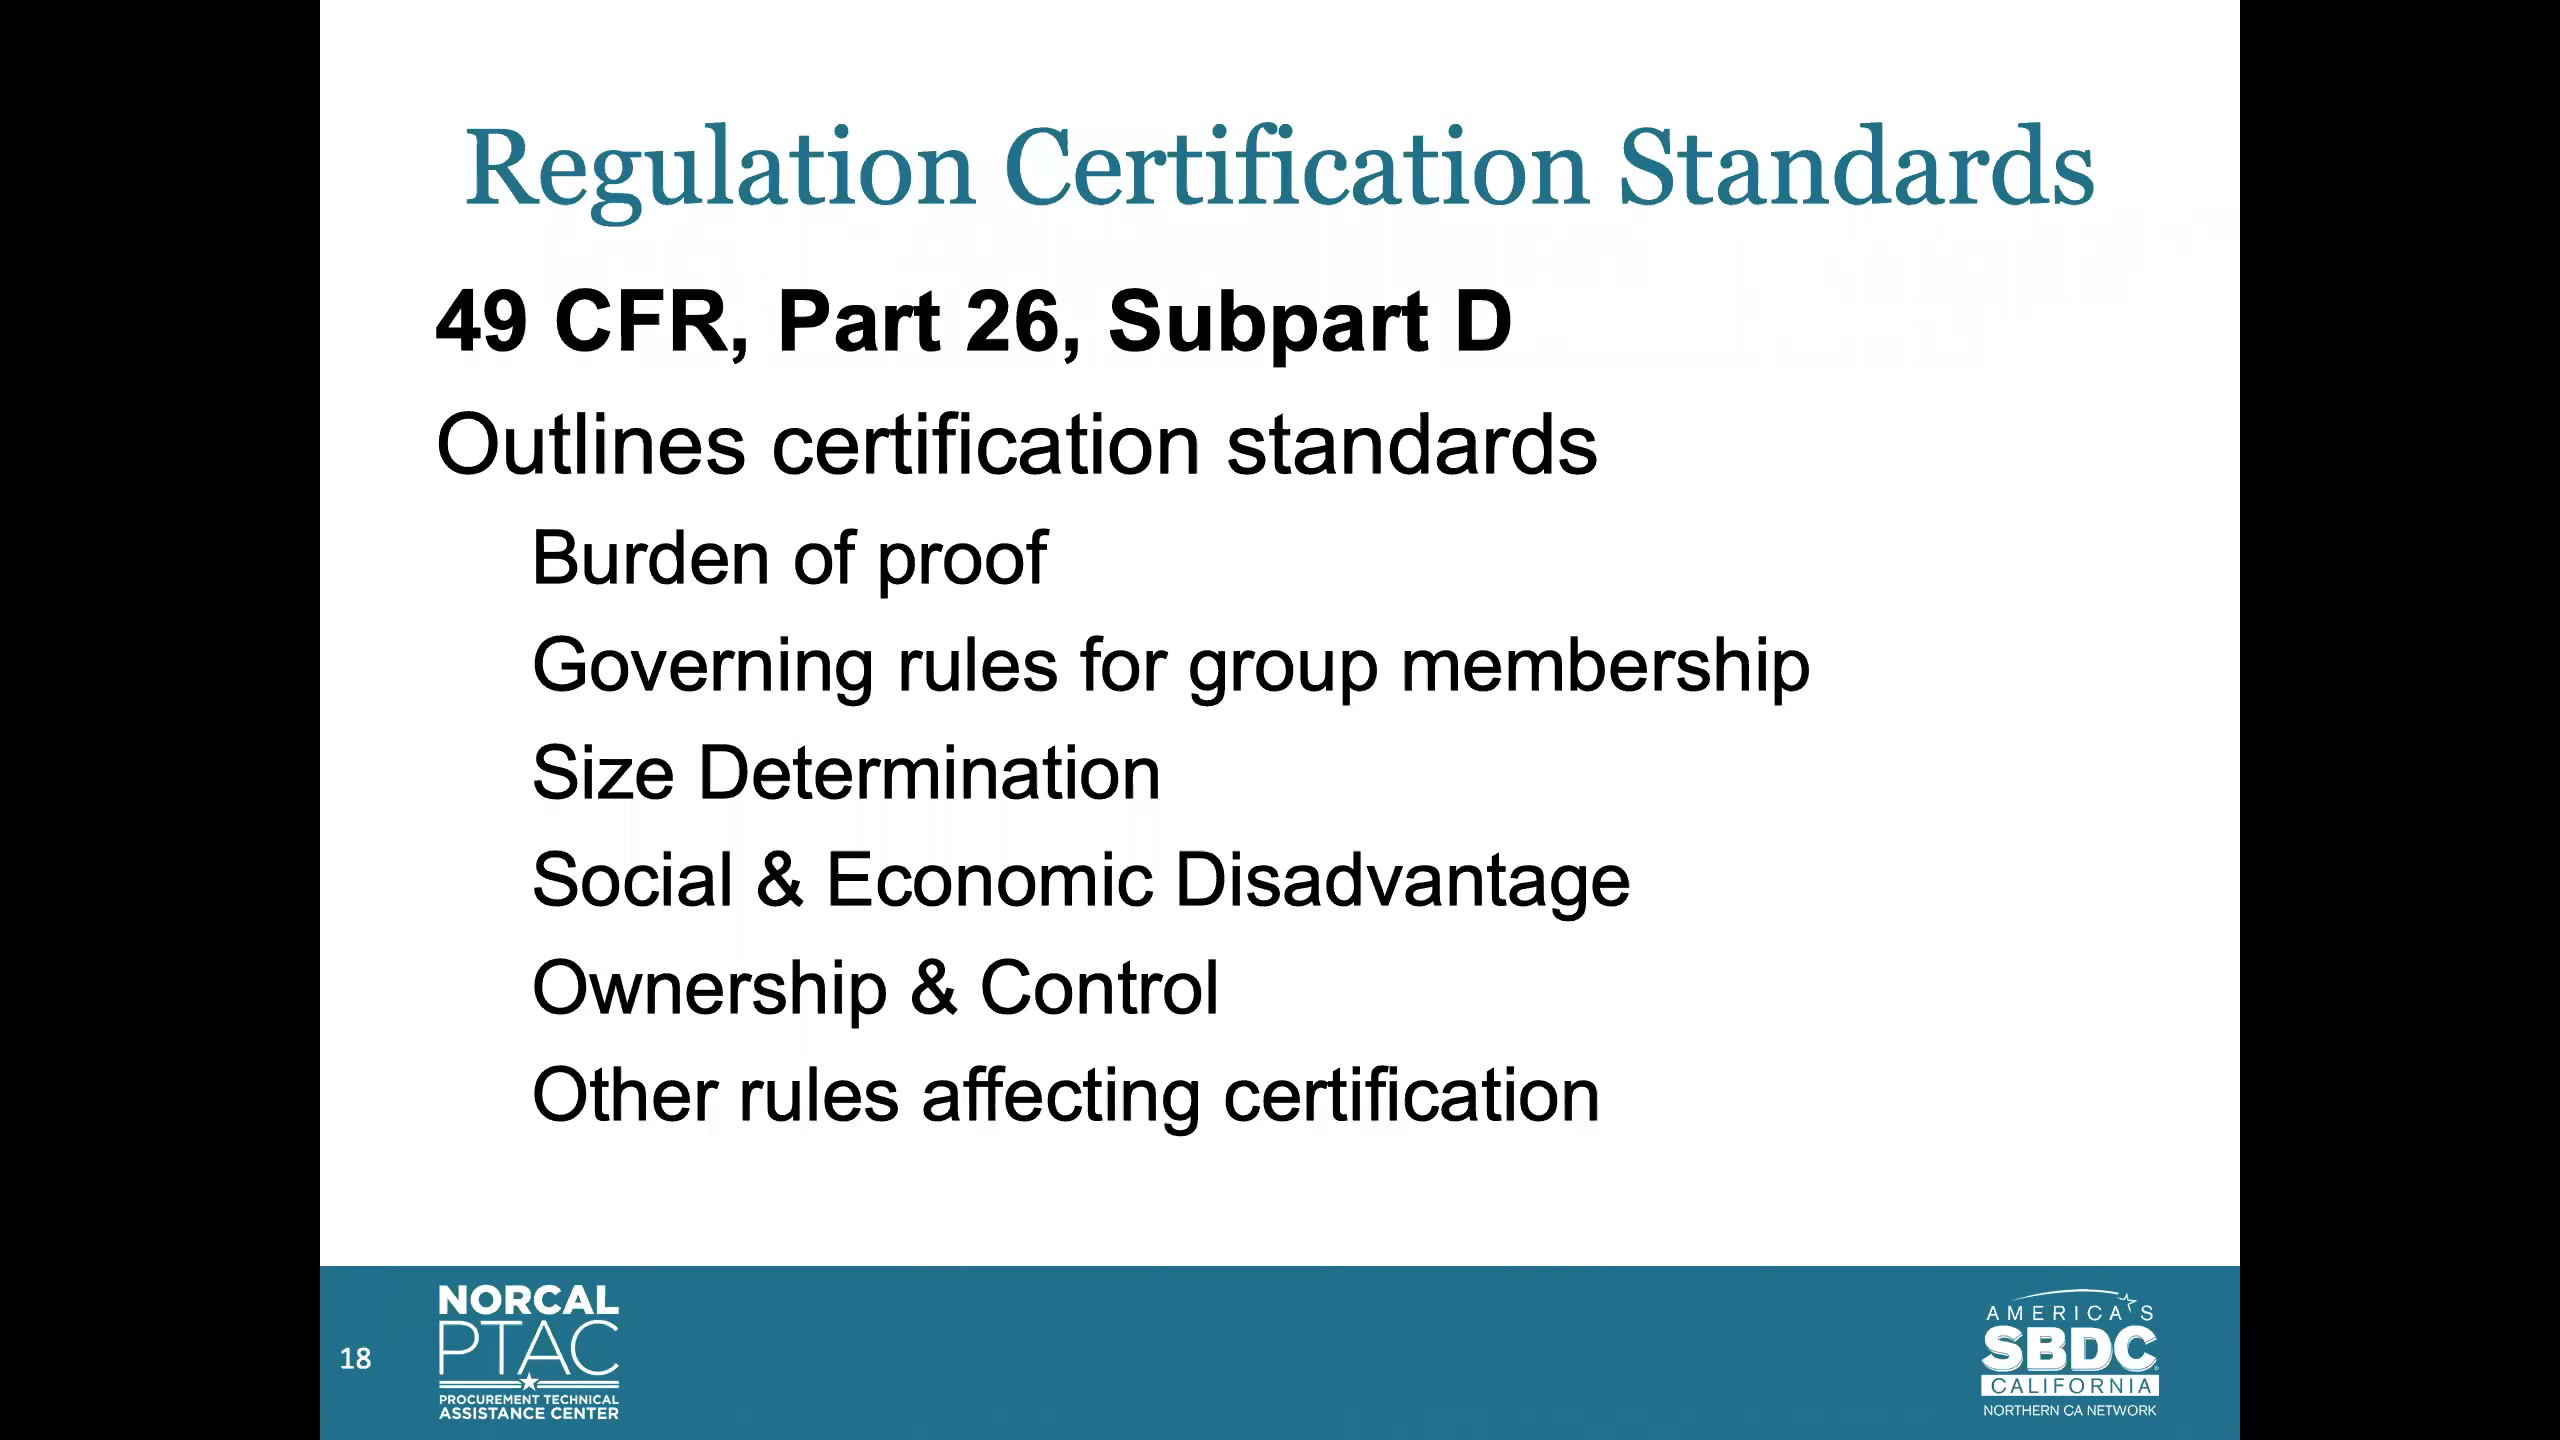 Regulation Certification Standards
49 CFR, Part 26, Subpart D
Outlines certification standards
Burden of proof
Governing rules for group membership
Size Determination
Social & Economic Disadvantage
Ownership & Control
Other rules affecting certification
18
NORCAL
PTAC
PROCUREMENT TECHNICAL
ASSISTANCE CENTER
AMERICA'S
SBDC
CALIFORNIA
NORTHERN CA NETWORK